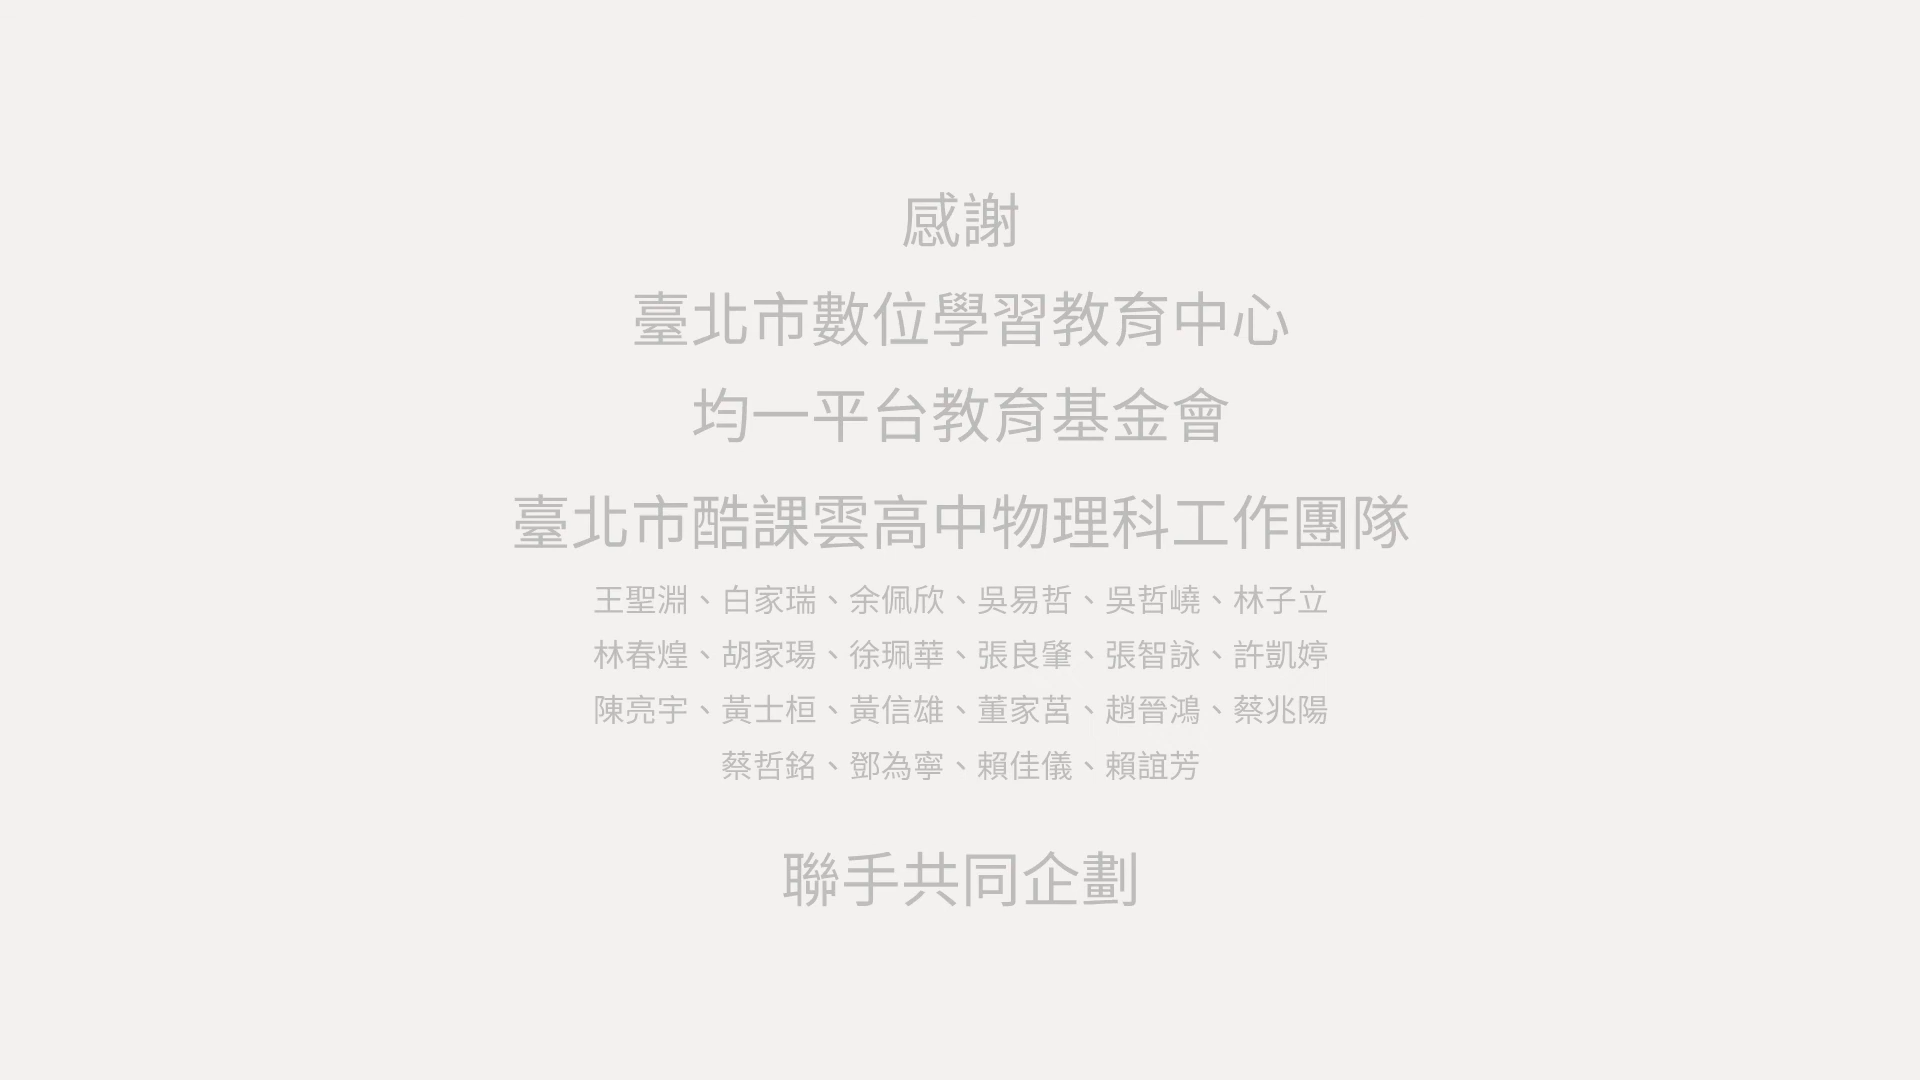 感謝
臺北市數位學習教育中心
均一平台教育基金會
臺北市酷課雲高中物理科工作團隊
王聖淵、白家瑞、余佩欣、吳易哲、吳哲嶢、林子立
林春煌、胡家瑒、徐珮華、張良肇、張智詠、許凱婷
陳亮宇、黃士桓、黃信雄、董家莒、趙晉鴻、蔡兆陽
蔡哲銘、鄧為寧、賴佳儀、賴誼芳
聯手共同企劃